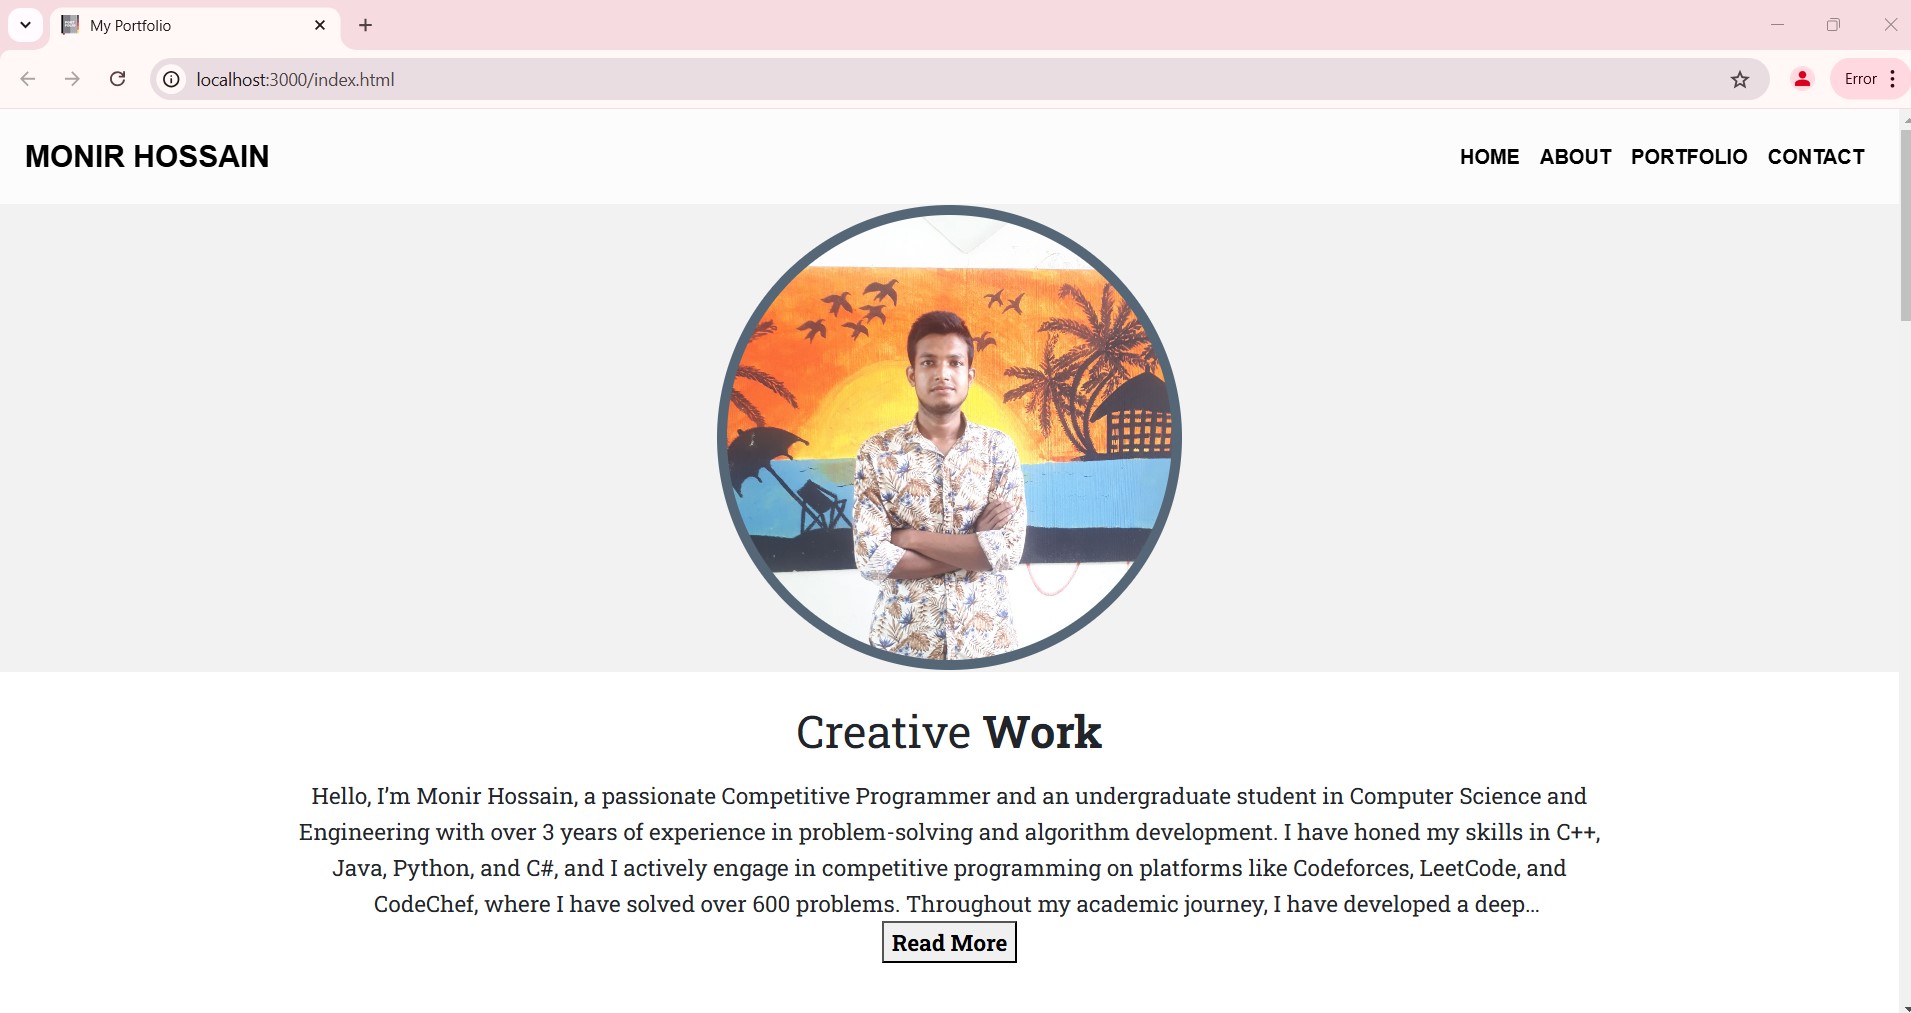 My Portfolio
localhost:3000/index.html
Error
MONIR HOSSAIN
HOME ABOUT PORTFOLIO CONTACT
Creative Work
Hello, I’m Monir Hossain, a passionate Competitive Programmer and an undergraduate student in Computer Science and
Engineering with over 3 years of experience in problem-solving and algorithm development. I have honed my skills in C++,
Java, Python, and C#, and I actively engage in competitive programming on platforms like Codeforces, LeetCode, and
CodeChef, where I have solved over 600 problems. Throughout my academic journey, I have developed a deep...
Read More